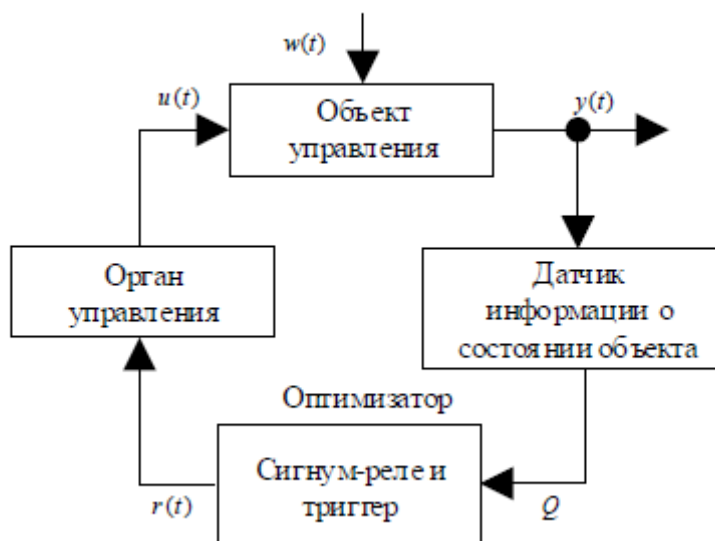 w(t)
u(t)
y(t)
Объект
управления
Орган
управления
Датчик
информации о
состоянии объекта
Оптимизатор
Сигнум-реле и
триггер
r(t)
Q